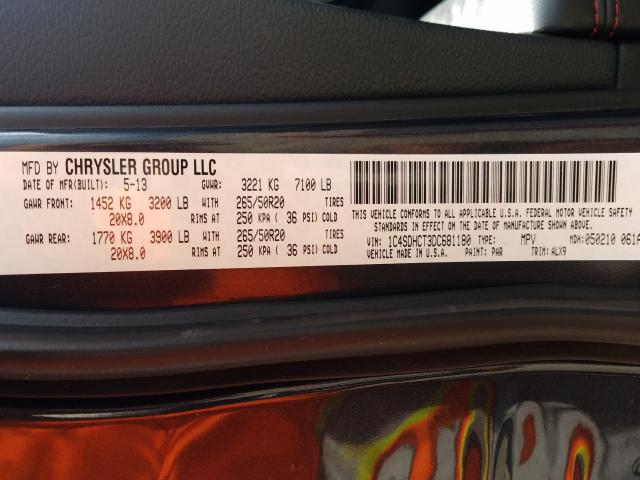 MFD BY CHRYSLER GROUP LLC
DATE OF MFR(BUILT): 5-13 GVWR: 3221 KG 7100 LB
GAWR FRONT: 1452 KG 3200 LB WITH 265/50R20 TIRES
20X8.0 RIMS AT 250 KPA ( 36 PSI) COLD
GAWR REAR: 1770 KG 3900 LB WITH 265/50R20 TIRES
20X8.0 RIMS AT 250 KPA ( 36 PSI) COLD
THIS VEHICLE CONFORMS TO ALL APPLICABLE U.S.A. FEDERAL MOTOR VEHICLE SAFETY
STANDARDS IN EFFECT ON THE DATE OF MANUFACTURE SHOWN ABOVE.
VIN: 1C4SDHCT3DC681180 TYPE: MPV MDH:050210 061A
VEHICLE MADE IN U.S.A. PAINT: PAR TRIM: ALX9